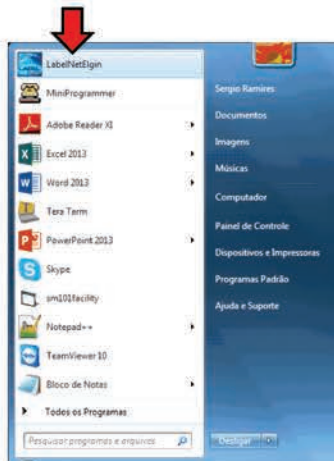 LabelNetElgin
MiniProgrammer
Adobe Reader XI
Excel 2013
Word 2013
Tera Term
PowerPoint 2013
Skype
sm101facility
Notepad++
TeamViewer 10
Bloco de Notas
Todos os Programas
Pesquisar programas e arquivos
Sergio Ramires
Documentos
Imagens
Músicas
Computador
Painel de Controle
Dispositivos e Impressoras
Programas Padrão
Ajuda e Suporte
Desligar